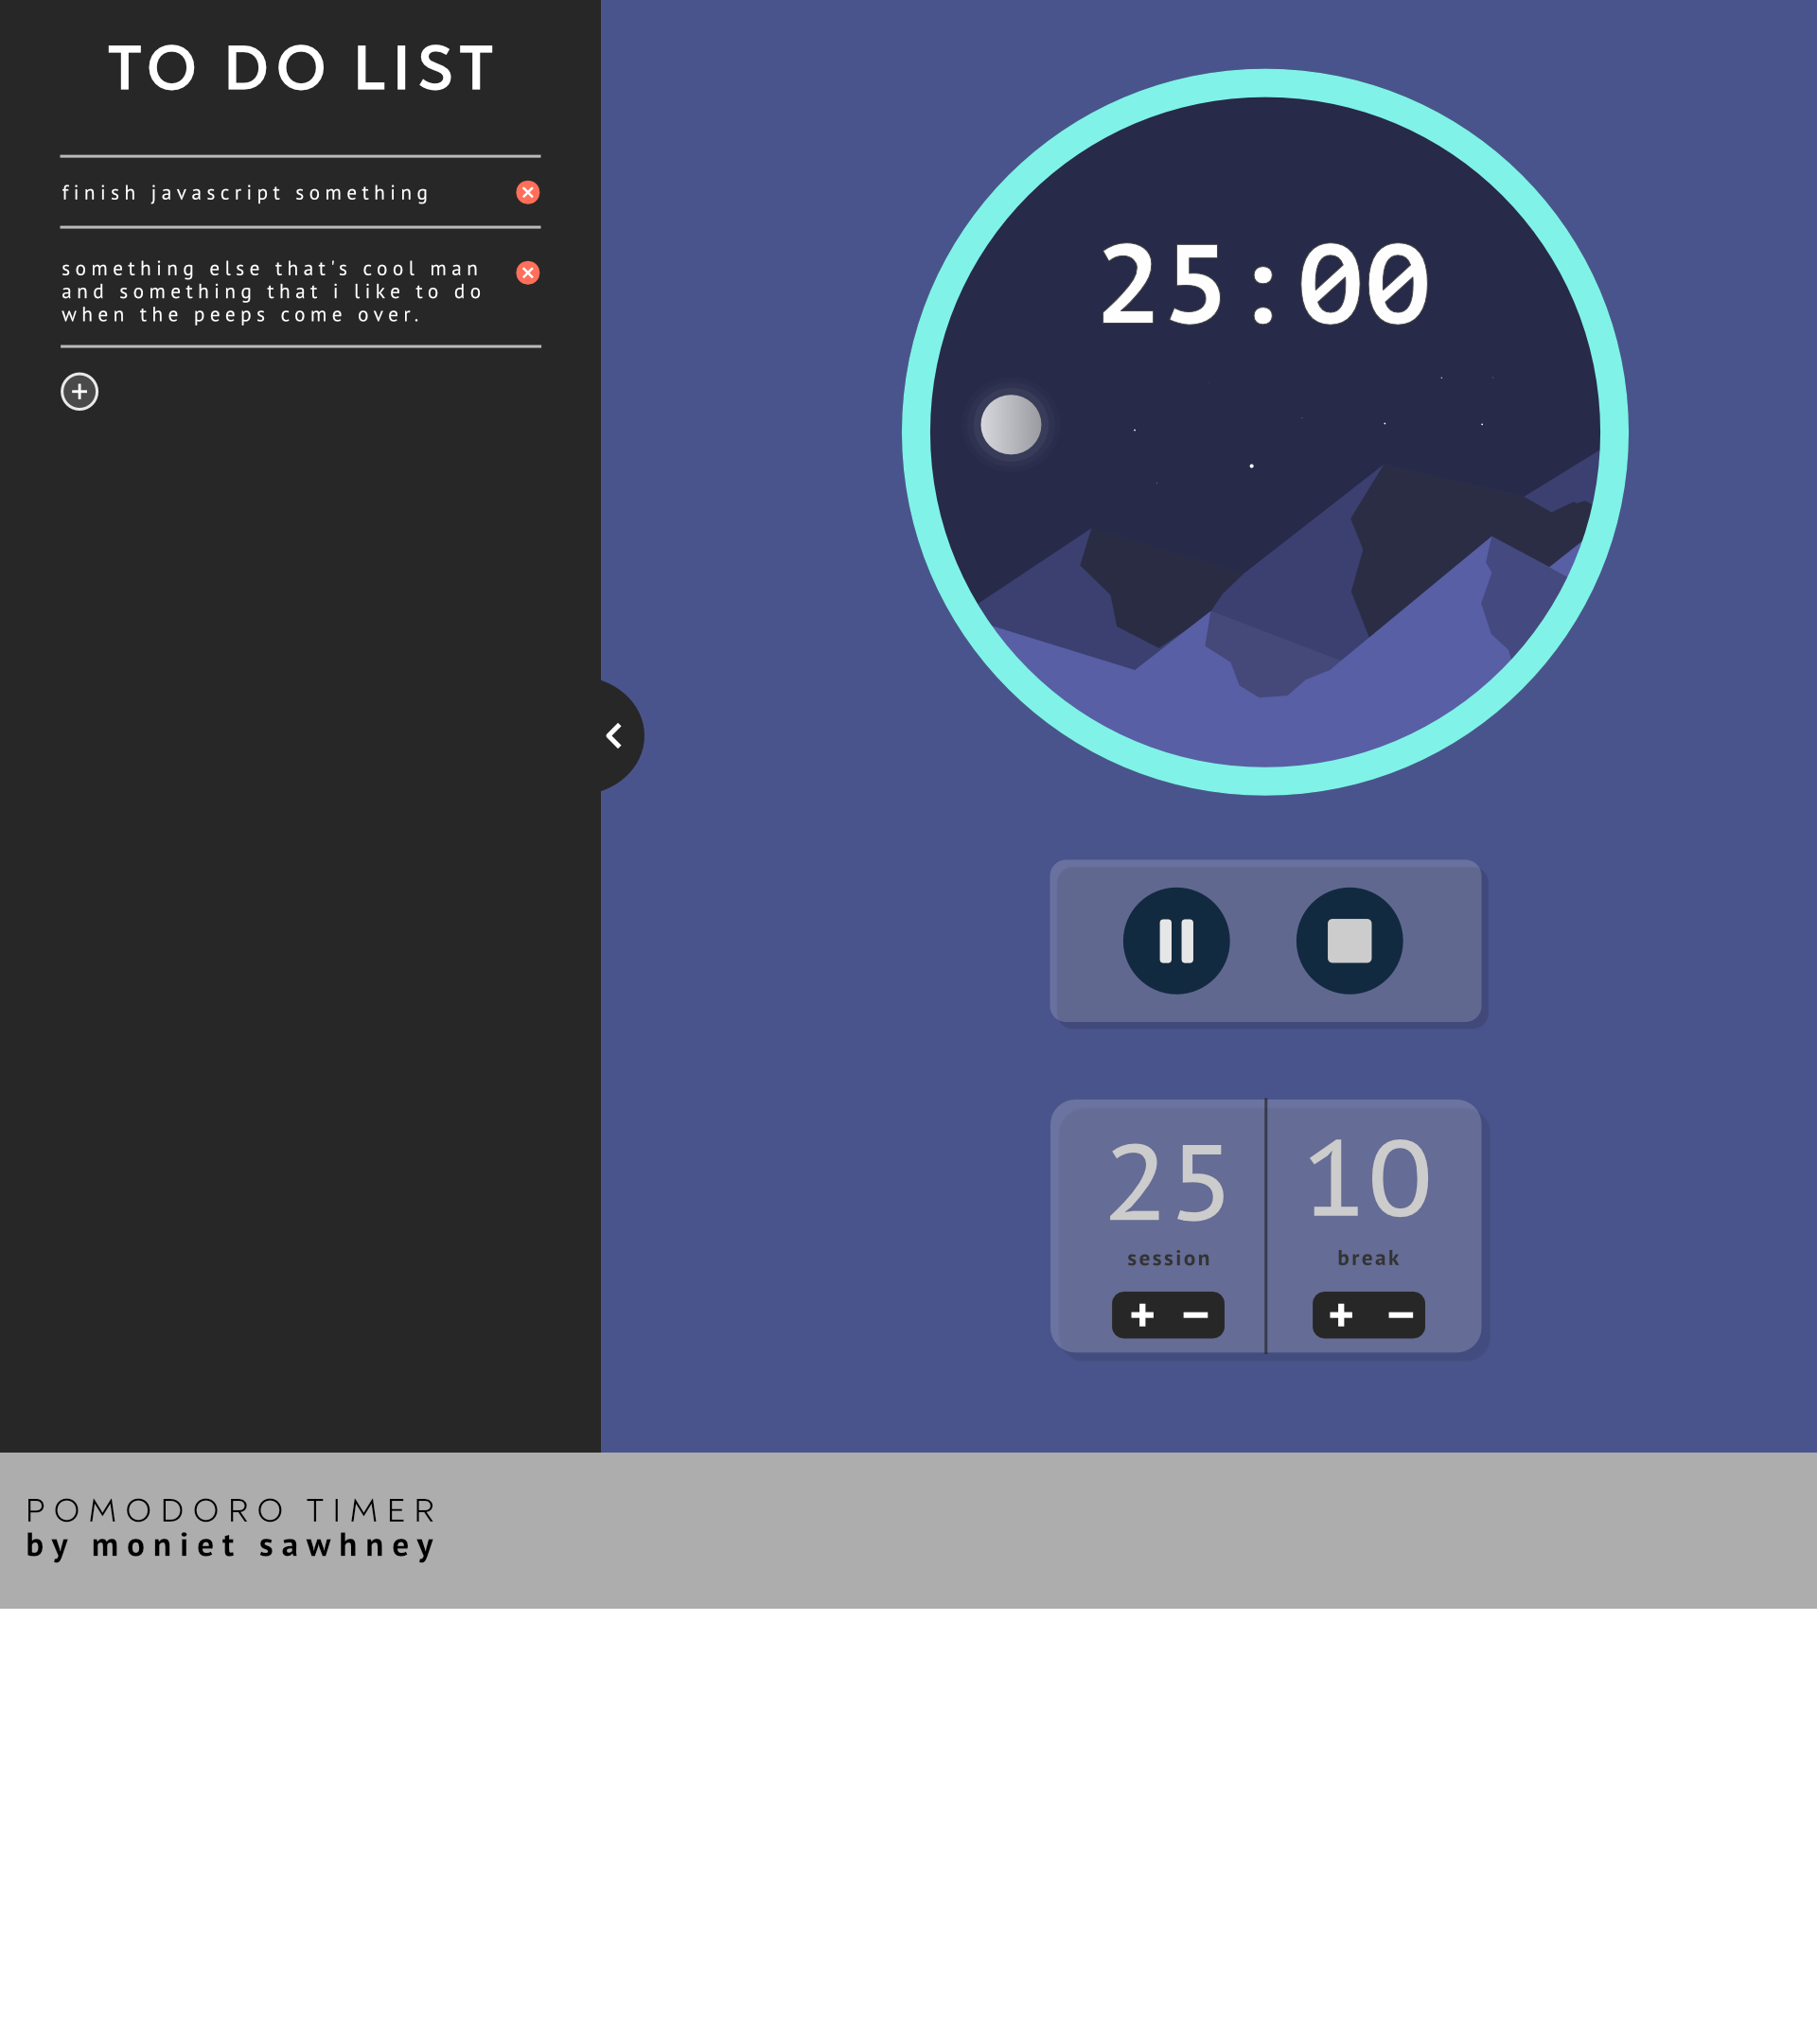 TO DO LIST
finish javascript something
something else that's cool man
and something that i like to do
when the peeps come over.
25:00
25
session
+ −
10
break
+ −
POMODORO TIMER
by moniet sawhney